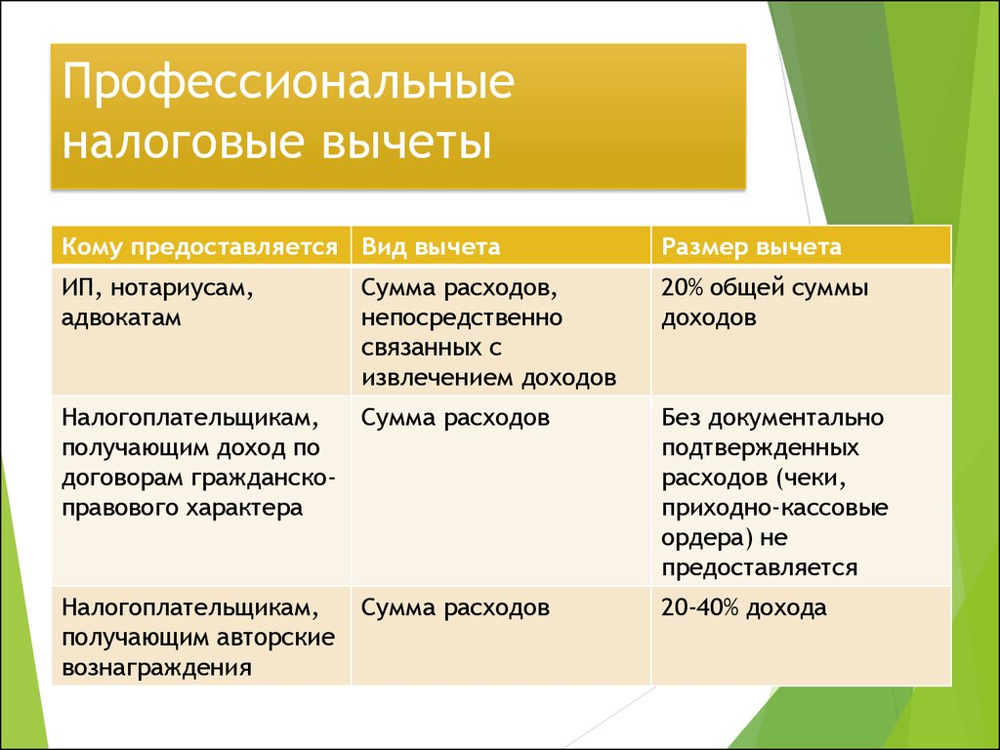 Профессиональные
налоговые вычеты
Кому предоставляется
Вид вычета
Размер вычета
ИП, нотариусам,
адвокатам
Сумма расходов,
непосредственно
связанных с
извлечением доходов
20% общей суммы
доходов
Налогоплательщикам,
получающим доход по
договорам гражданско-
правового характера
Сумма расходов
Без документально
подтвержденных
расходов (чеки,
приходно-кассовые
ордера) не
предоставляется
Налогоплательщикам,
получающим авторские
вознаграждения
Сумма расходов
20-40% дохода